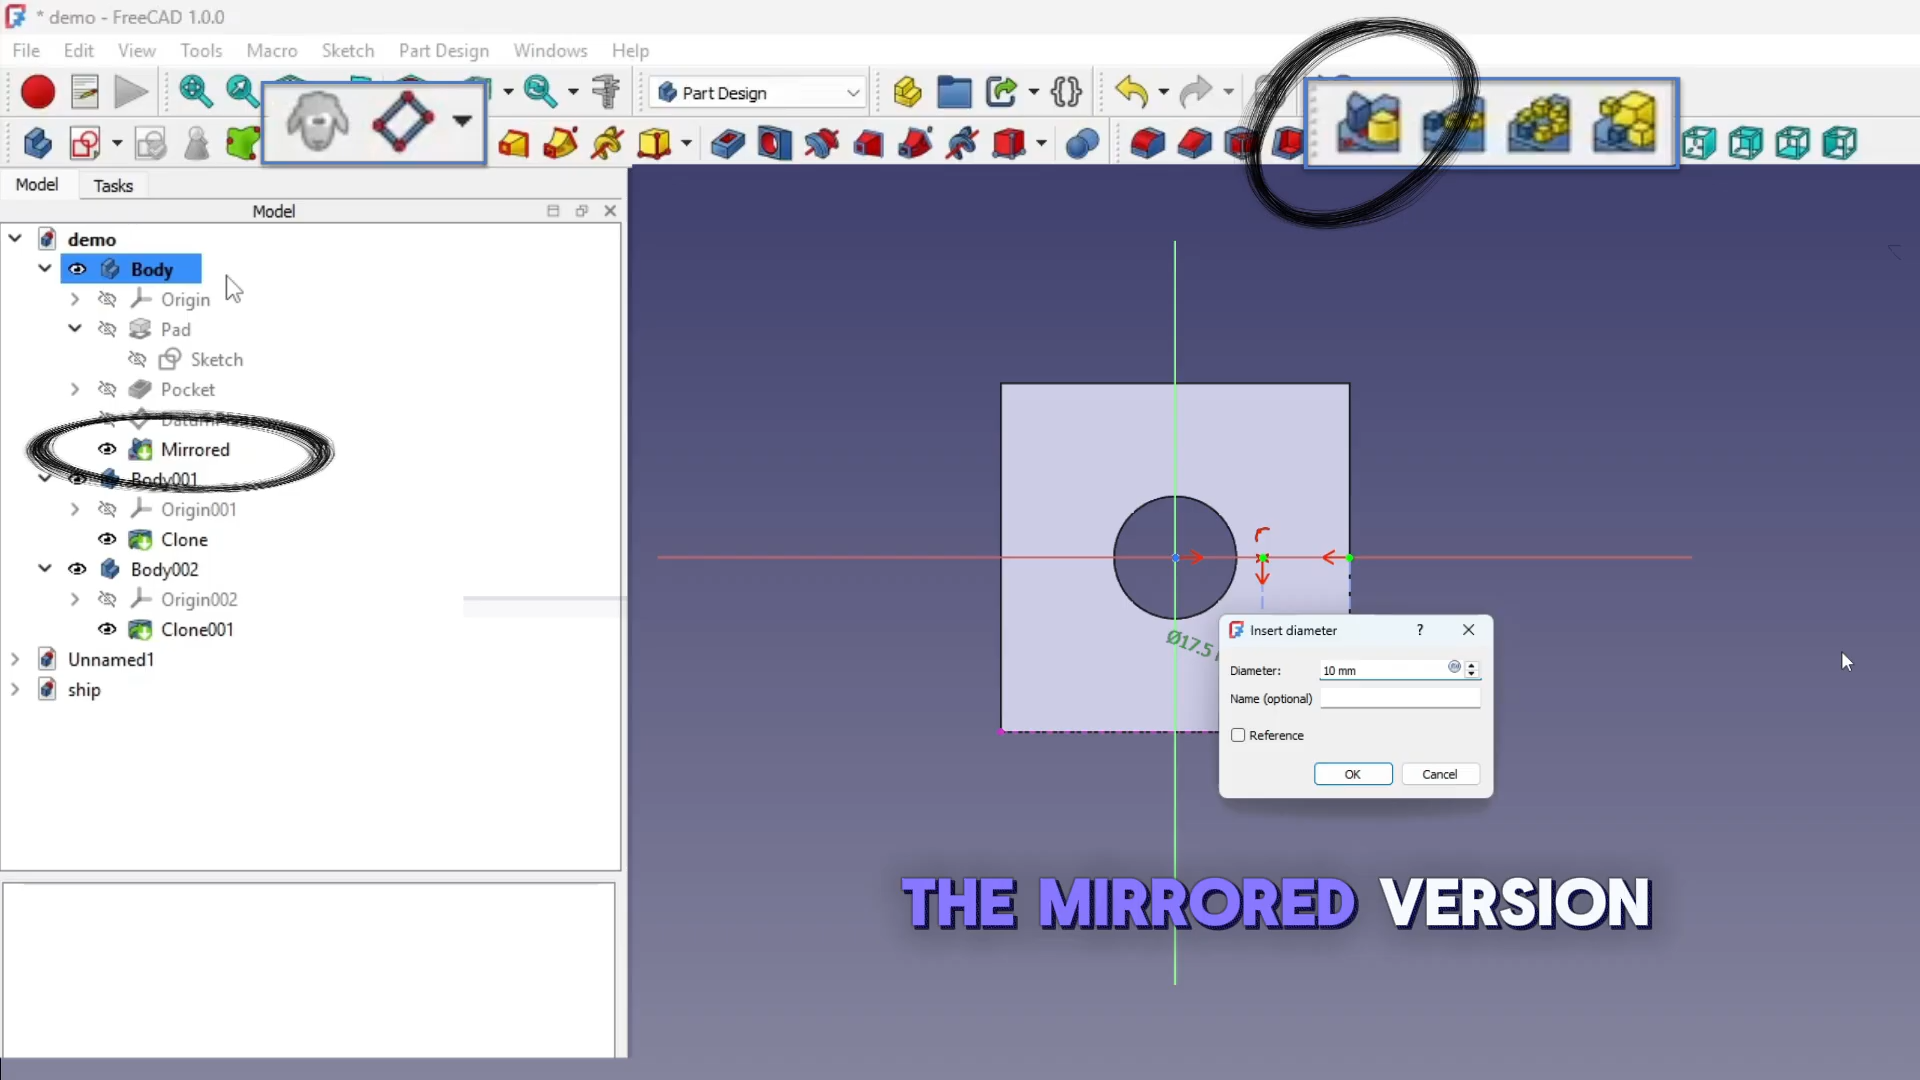 * demo - FreeCAD 1.0.0
File Edit View Tools Macro Sketch Part Design Windows Help
Part Design
Model Tasks
Model
demo
Body
Origin
Pad
Sketch
Pocket
Mirrored
Body001
Origin001
Clone
Body002
Origin002
Clone001
Unnamed1
ship
Ø17.5
Insert diameter ?
Diameter: 10 mm
Name (optional)
Reference
OK Cancel
THE MIRRORED VERSION